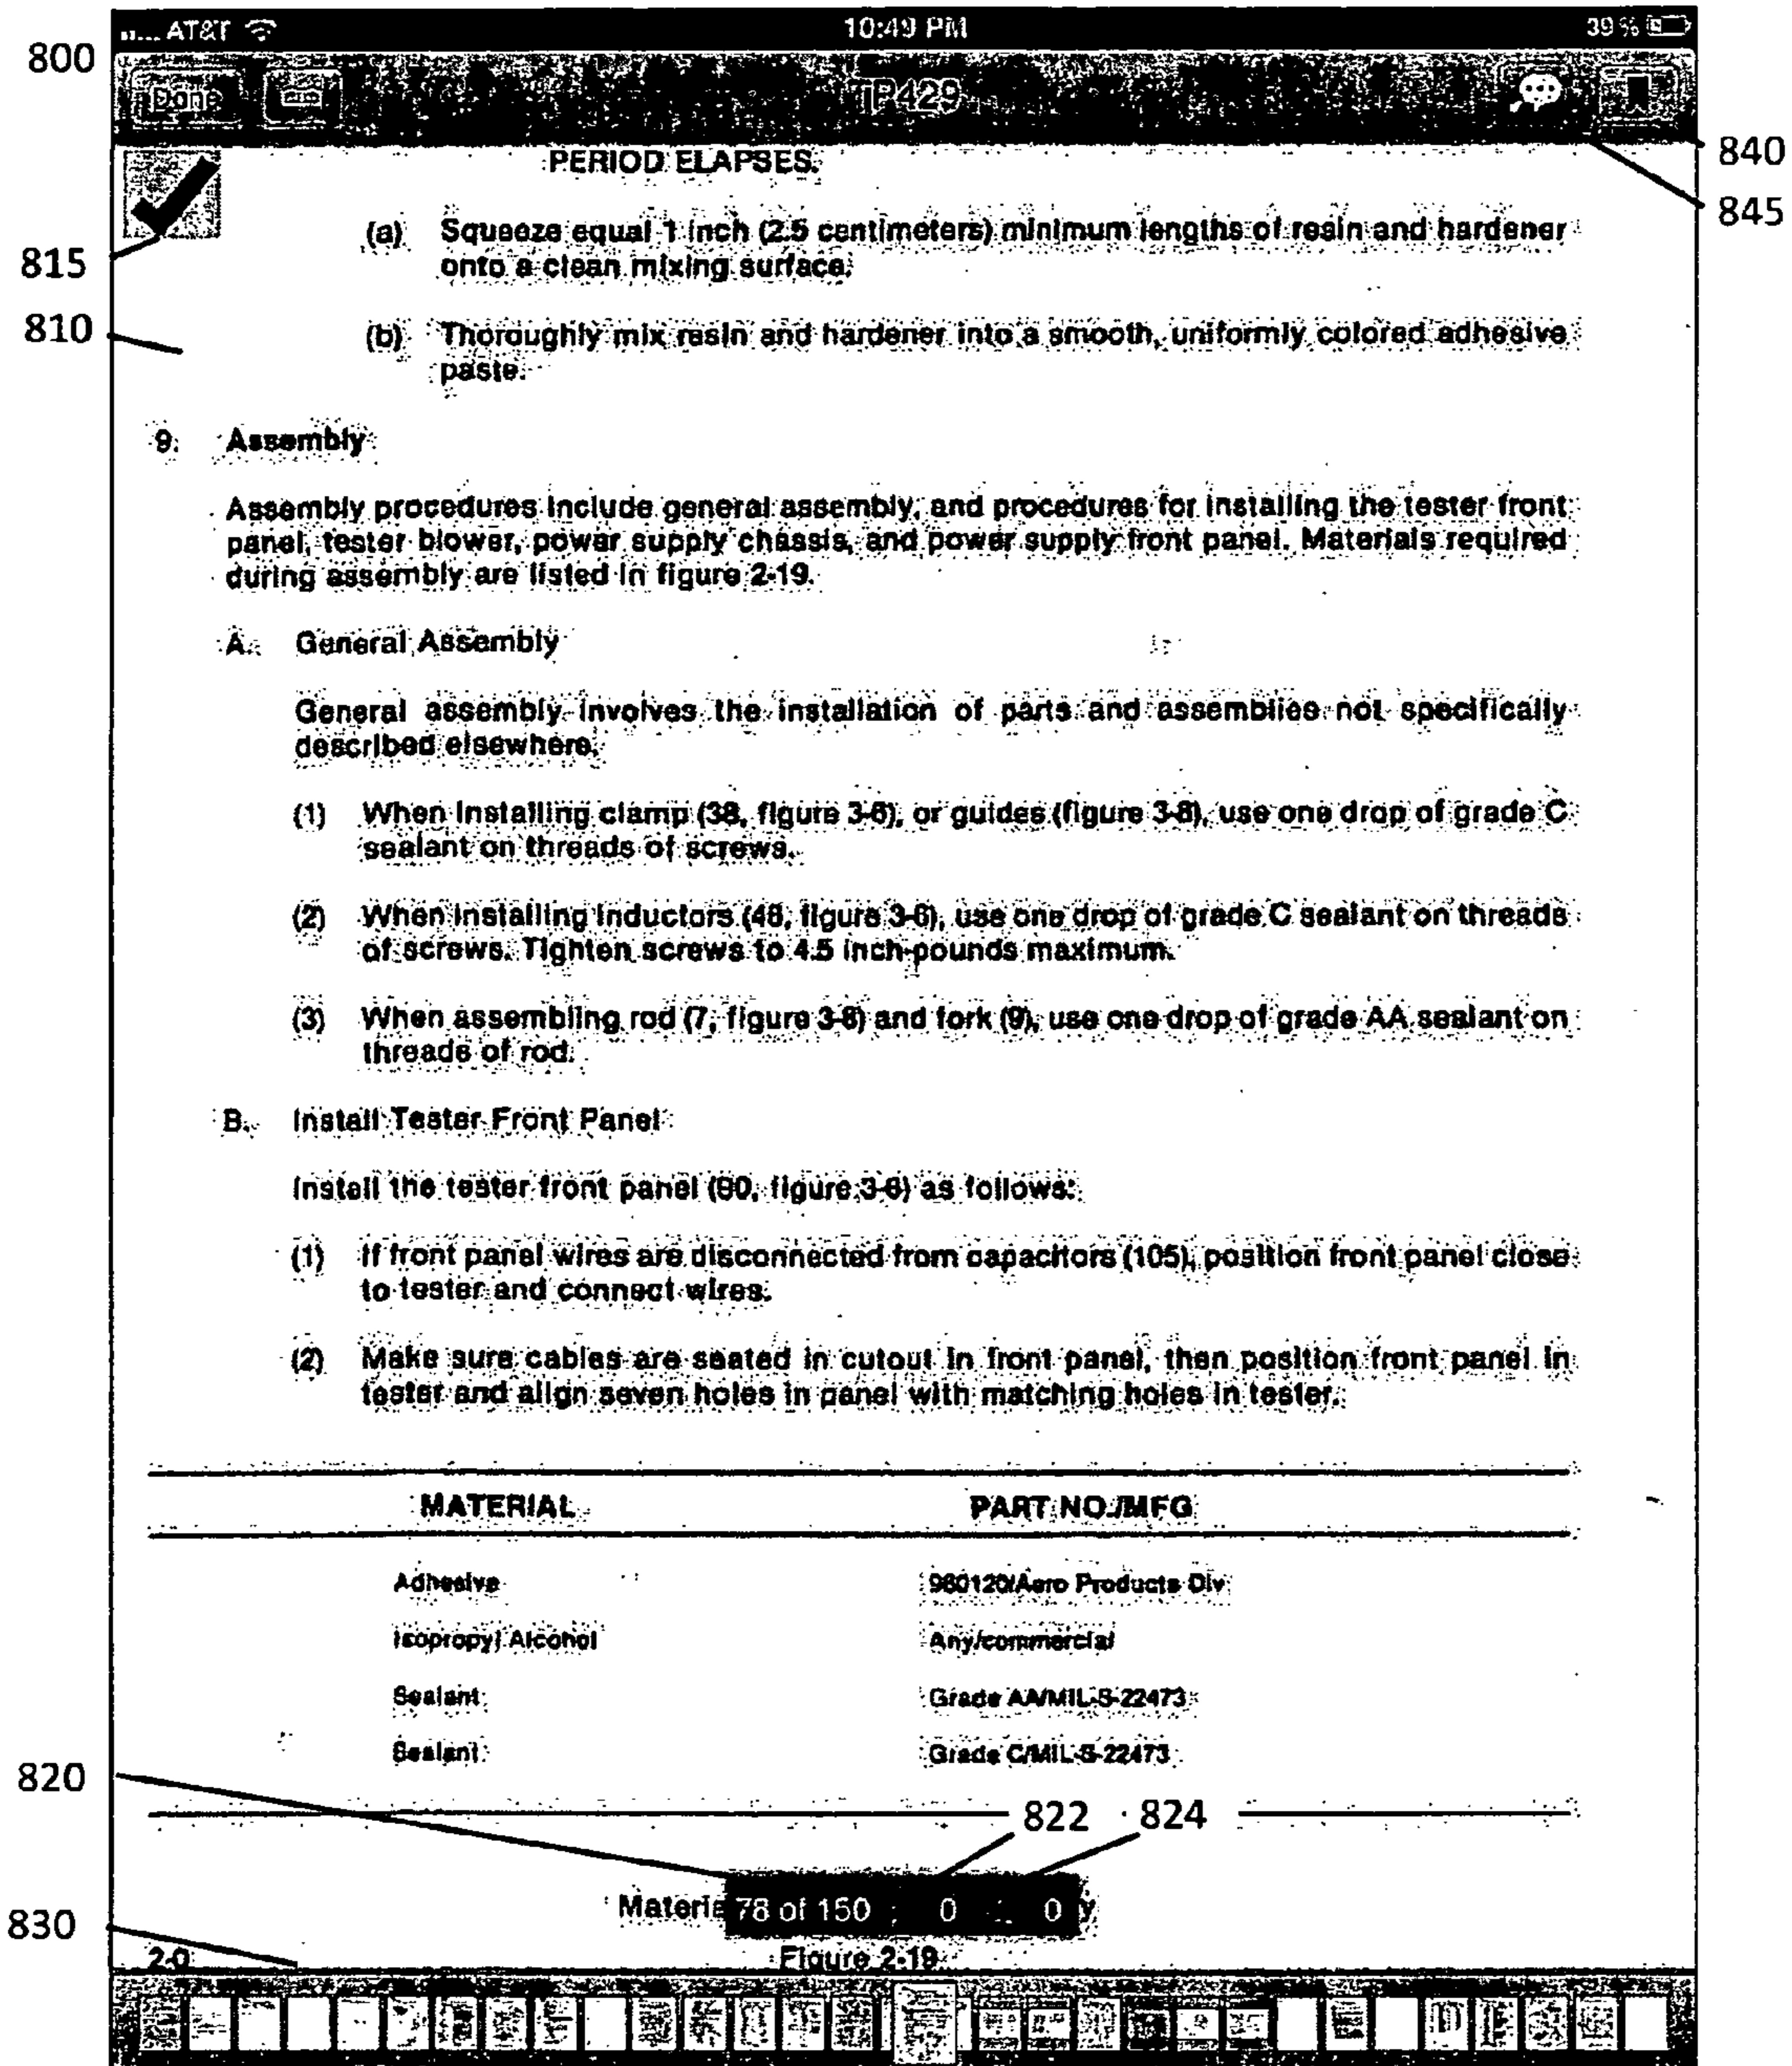 AT&T 10:49 PM 39%
800
Done TP429
840
845
PERIOD ELAPSES.
815
(a) Squeeze equal 1 inch (2.5 centimeters) minimum lengths of resin and hardener
onto a clean mixing surface.
810
(b) Thoroughly mix resin and hardener into a smooth, uniformly colored adhesive
paste.
9. Assembly
Assembly procedures include general assembly, and procedures for installing the tester front
panel, tester blower, power supply chassis, and power supply front panel. Materials required
during assembly are listed in figure 2-19.
A. General Assembly
General assembly involves the installation of parts and assemblies not specifically
described elsewhere.
(1) When installing clamp (38, figure 3-6), or guides (figure 3-8), use one drop of grade C
sealant on threads of screws.
(2) When installing inductors (48, figure 3-6), use one drop of grade C sealant on threads
of screws. Tighten screws to 4.5 inch-pounds maximum.
(3) When assembling rod (7, figure 3-8) and fork (9), use one drop of grade AA sealant on
threads of rod.
B. Install Tester Front Panel
Install the tester front panel (90, figure 3-6) as follows:
(1) If front panel wires are disconnected from capacitors (105), position front panel close
to tester and connect wires.
(2) Make sure cables are seated in cutout in front panel, then position front panel in
tester and align seven holes in panel with matching holes in tester.
MATERIAL PART NO./MFG
Adhesive 980120/Aero Products Div
Isopropyl Alcohol Any/commercial
Sealant Grade AA/MIL-S-22473
Sealant Grade C/MIL-S-22473
820
822 824
Materia 78 of 150 0 0 y
830
2-0 Figure 2-19